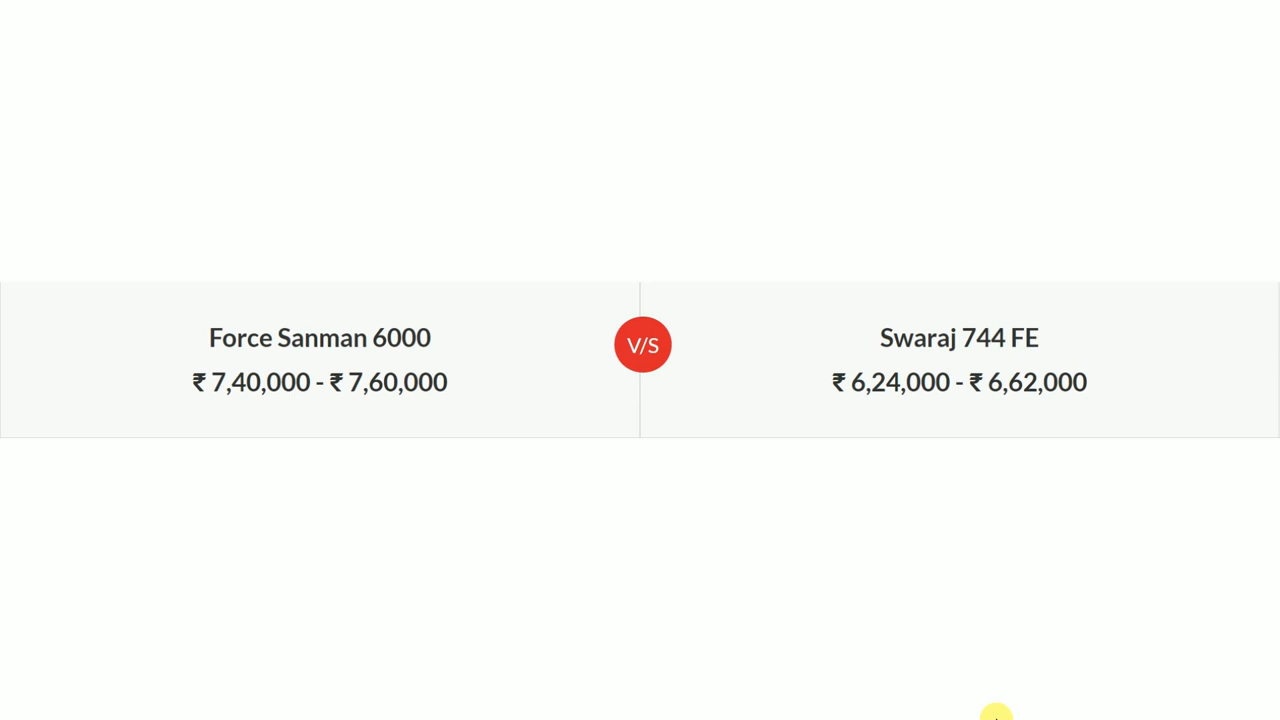 Force Sanman 6000
₹ 7,40,000 - ₹ 7,60,000
V/S
Swaraj 744 FE
₹ 6,24,000 - ₹ 6,62,000